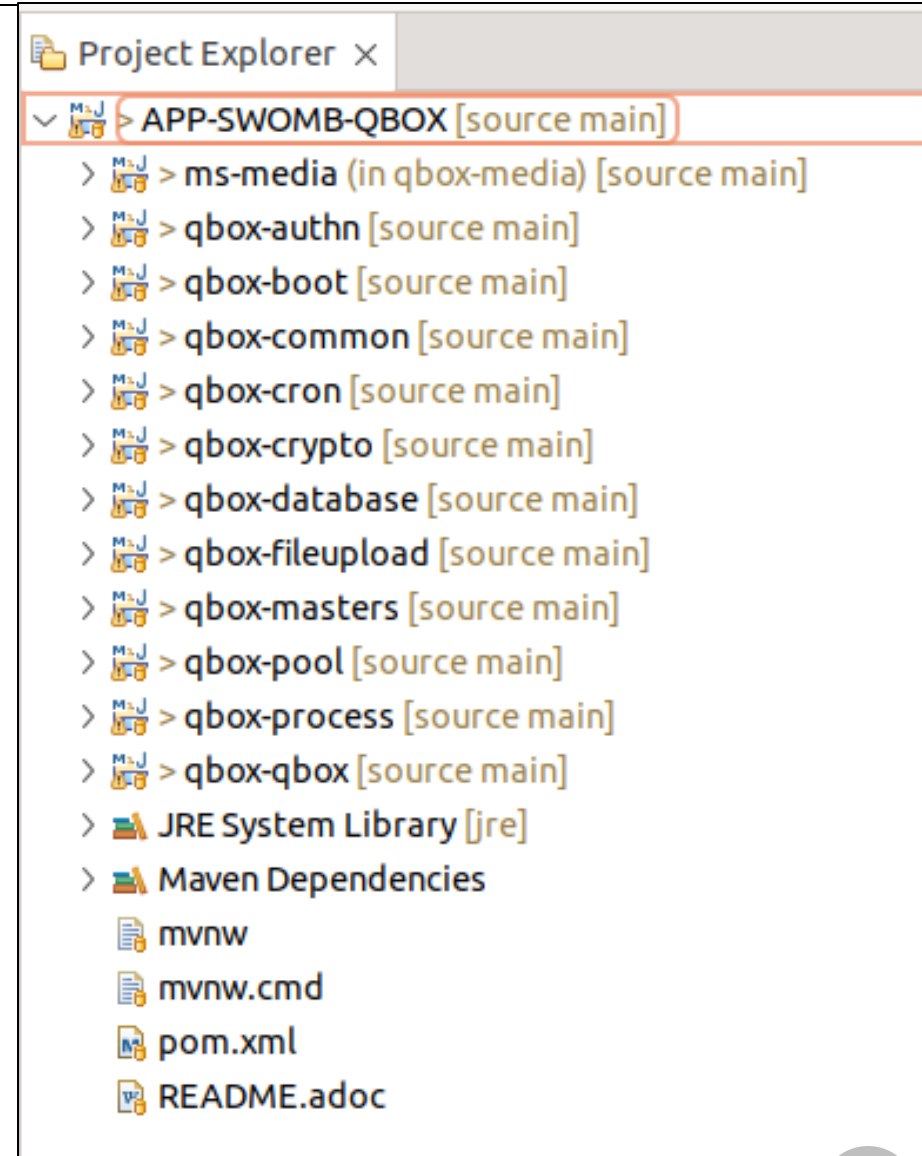 Project Explorer ×
> APP-SWOMB-QBOX [source main]
> ms-media (in qbox-media) [source main]
> qbox-authn [source main]
> qbox-boot [source main]
> qbox-common [source main]
> qbox-cron [source main]
> qbox-crypto [source main]
> qbox-database [source main]
> qbox-fileupload [source main]
> qbox-masters [source main]
> qbox-pool [source main]
> qbox-process [source main]
> qbox-qbox [source main]
JRE System Library [jre]
Maven Dependencies
mvnw
mvnw.cmd
pom.xml
README.adoc